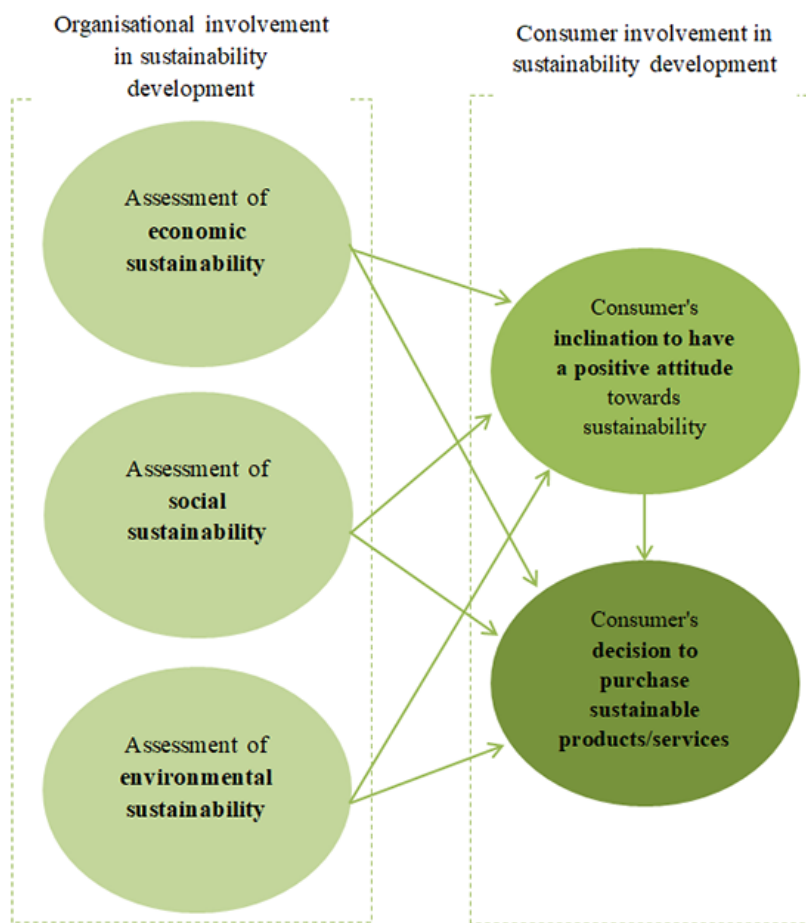 Organisational involvement
in sustainability
development
Assessment of
economic
sustainability
Assessment of
social
sustainability
Assessment of
environmental
sustainability
Consumer involvement in
sustainability development
Consumer's
inclination to have
a positive attitude
towards
sustainability
Consumer's
decision to
purchase
sustainable
products/services